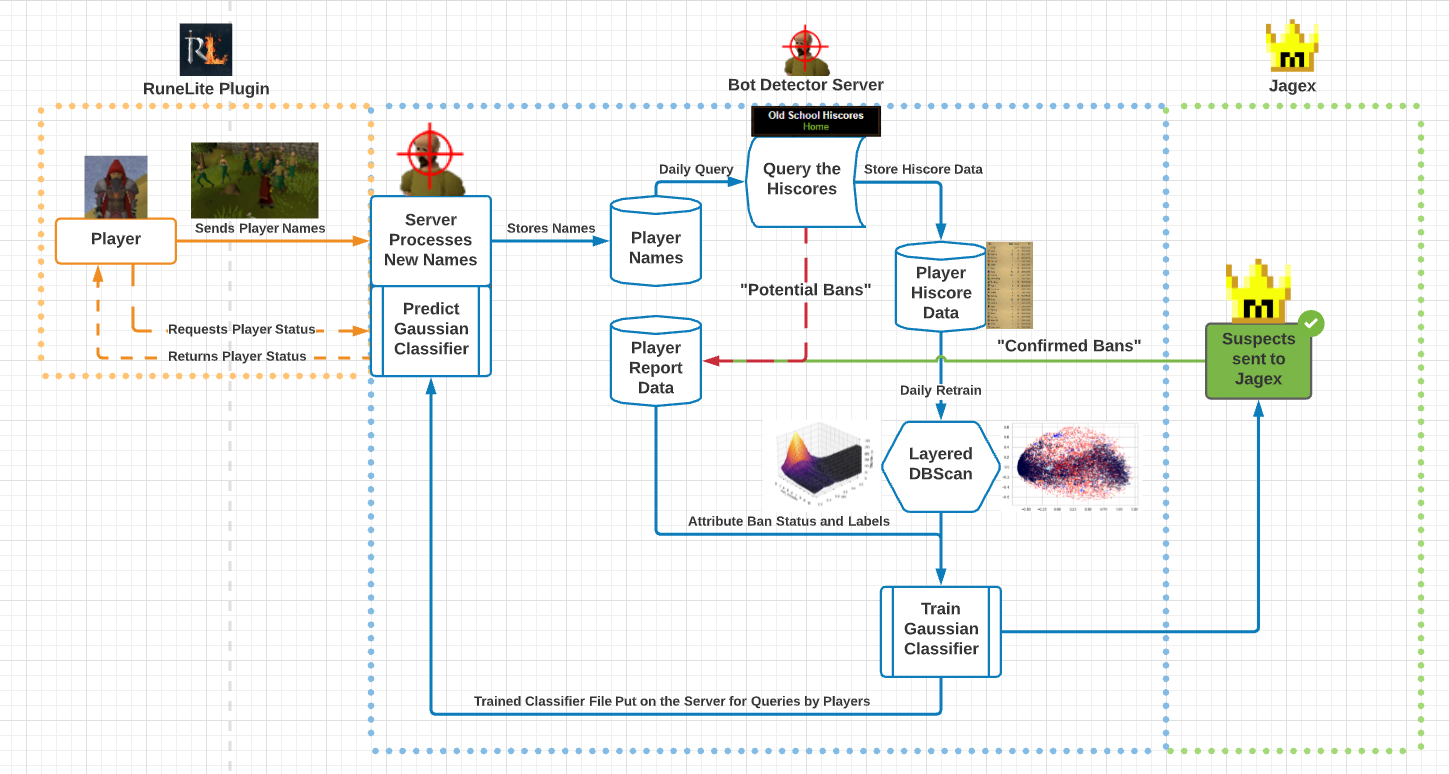 RuneLite Plugin
Bot Detector Server
Jagex
Old School Hiscores
Home
Player
Sends Player Names
Requests Player Status
Returns Player Status
Server
Processes
New Names
Predict
Gaussian
Classifier
Stores Names
Player
Names
Daily Query
Query the
Hiscores
Store Hiscore Data
"Potential Bans"
Player
Hiscore
Data
Player
Report
Data
"Confirmed Bans"
Suspects
sent to
Jagex
Daily Retrain
Layered
DBScan
Attribute Ban Status and Labels
Train
Gaussian
Classifier
Trained Classifier File Put on the Server for Queries by Players